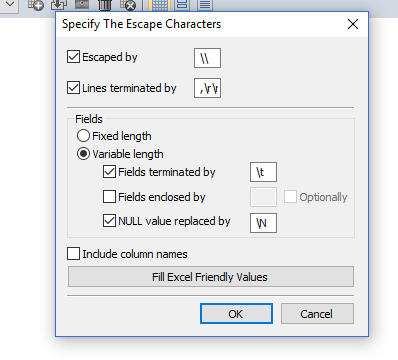 Specify The Escape Characters
Escaped by \\
Lines terminated by ,\r\r
Fields
Fixed length
Variable length
Fields terminated by \t
Fields enclosed by Optionally
NULL value replaced by \N
Include column names
Fill Excel Friendly Values
OK Cancel